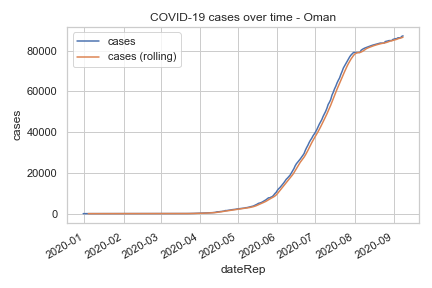 COVID-19 cases over time - Oman
cases
cases (rolling)
80000
60000
40000
20000
0
cases
2020-01
2020-02
2020-03
2020-04
2020-05
2020-06
2020-07
2020-08
2020-09
dateRep